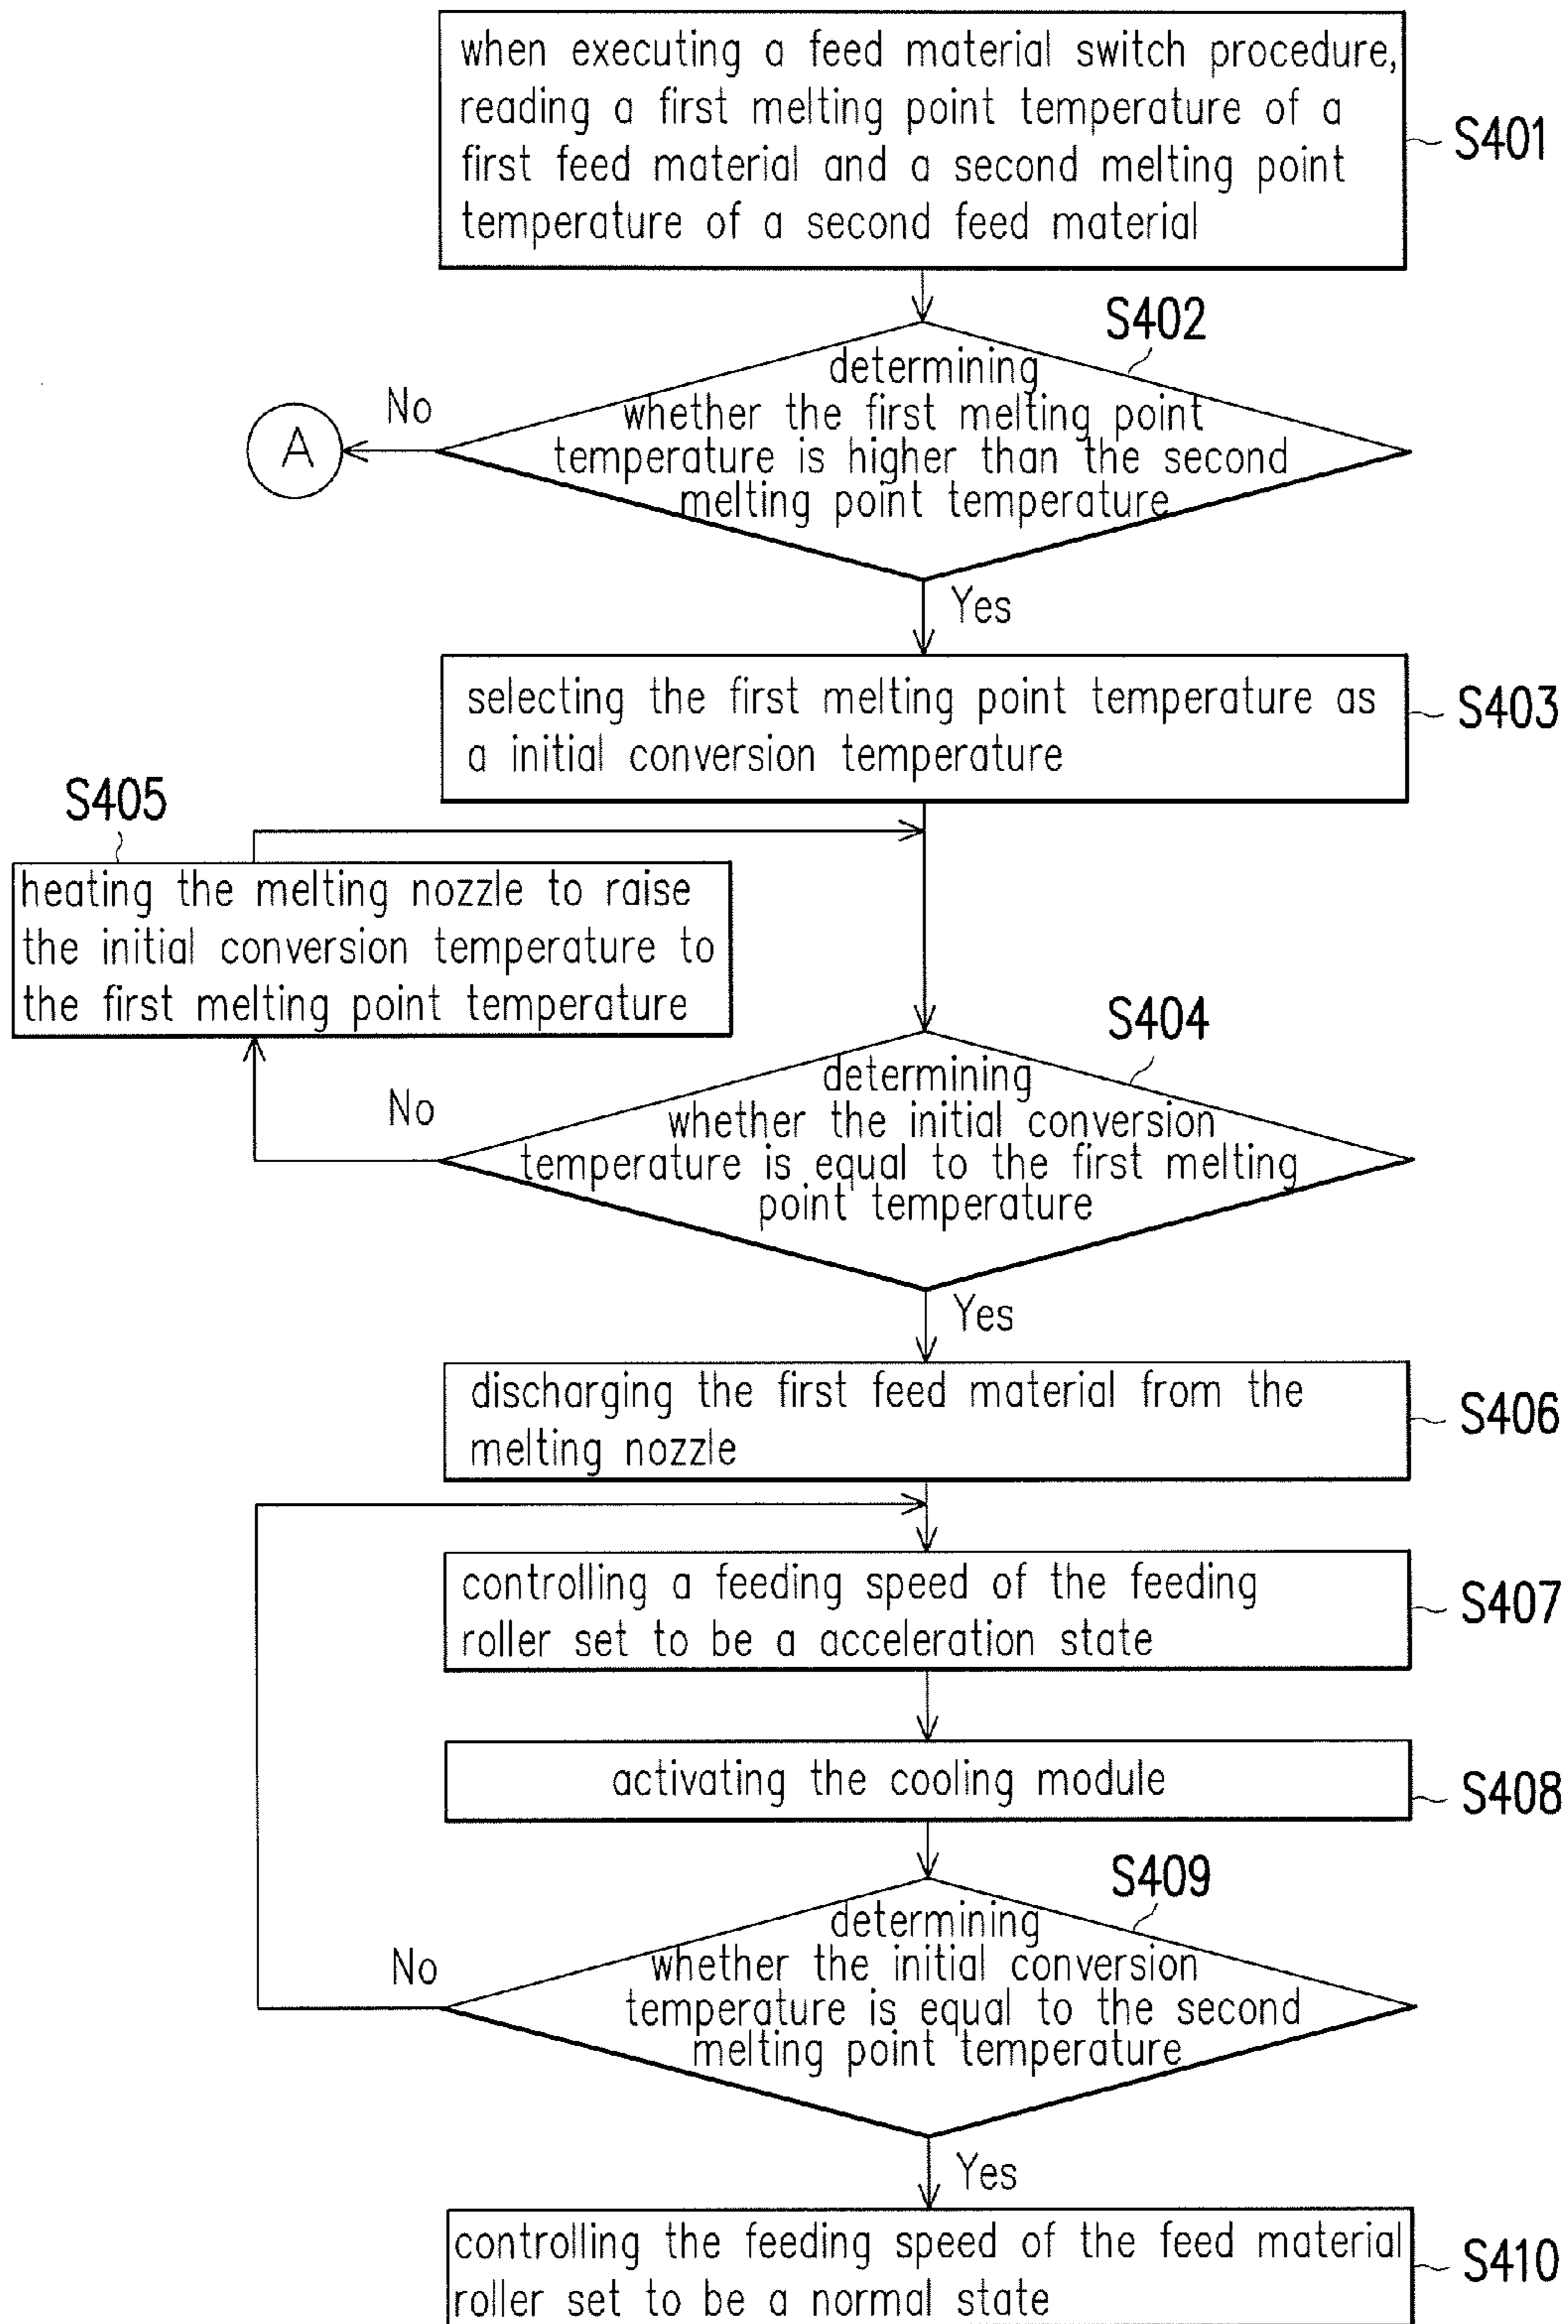 when executing a feed material switch procedure,
reading a first melting point temperature of a
first feed material and a second melting point
temperature of a second feed material
S401
S402
determining
whether the first melting point
temperature is higher than the second
melting point temperature
No
A
Yes
selecting the first melting point temperature as
a initial conversion temperature
S403
S405
heating the melting nozzle to raise
the initial conversion temperature to
the first melting point temperature
S404
determining
whether the initial conversion
temperature is equal to the first melting
point temperature
No
Yes
discharging the first feed material from the
melting nozzle
S406
controlling a feeding speed of the feeding
roller set to be a acceleration state
S407
activating the cooling module
S408
S409
determining
whether the initial conversion
temperature is equal to the second
melting point temperature
No
Yes
controlling the feeding speed of the feed material
roller set to be a normal state
S410